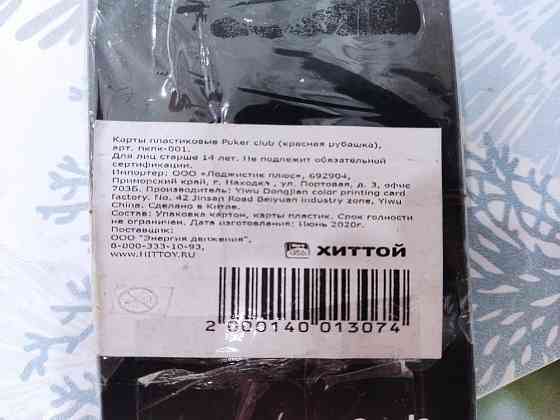 Карты пластиковые Poker club (красная рубашка),
арт. пкпк-001.
Для лиц старше 14 лет. Не подлежит обязательной
сертификации.
Импортер: ООО «Лоджистик плюс», 692904,
Приморский край, г. Находка , ул. Портовая, д. 3, офис
703Б. Производитель: Yiwu DongJian color printing card
factory. No. 42 Jinsan Road Beiyuan industry zone, Yiwu
China. Сделано в Китае.
Состав: Упаковка картон, карты пластик. Срок годности
не ограничен. Дата изготовления: Июнь 2020г.
Поставщик:
ООО "Энергия движения",
8-800-333-10-93,
www.HITTOY.RU
ХИТТОЙ
2 000140 013074